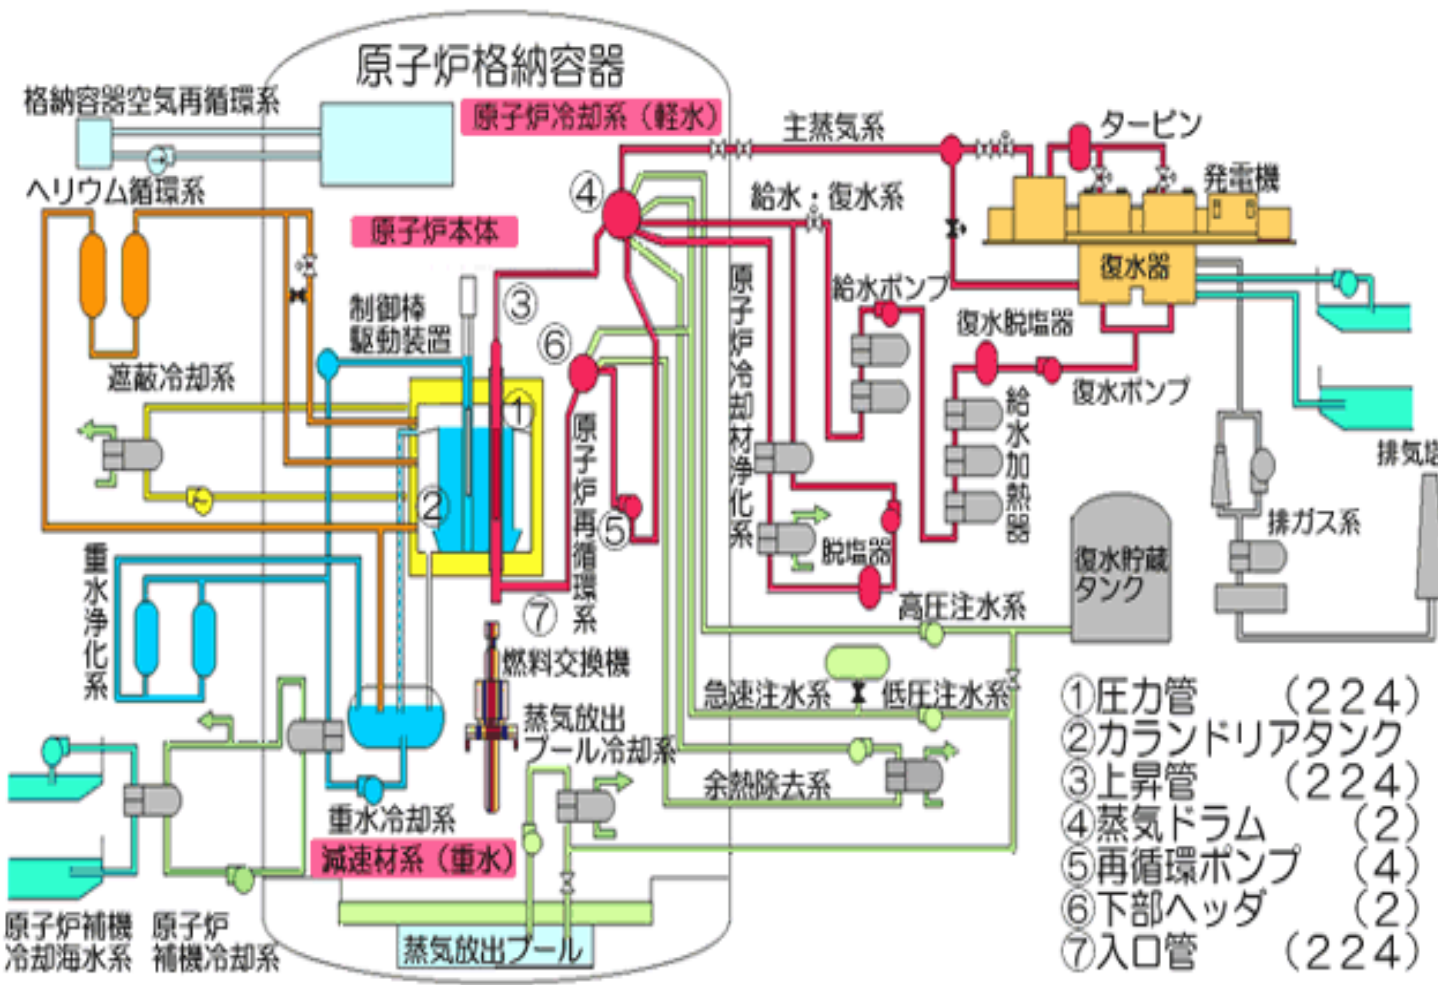 原子炉格納容器
格納容器空気再循環系
原子炉冷却系（軽水）
主蒸気系
タービン
ヘリウム循環系
④
給水・復水系
発電機
原子炉本体
復水器
③
制御棒
駆動装置
⑥
原子炉冷却材浄化系
給水ポンプ
復水脱塩器
遮蔽冷却系
復水ポンプ
①
給水加熱器
原子炉再循環系
排気塔
②
⑤
排ガス系
重水浄化系
脱塩器
復水貯蔵
タンク
⑦
高圧注水系
燃料交換機
急速注水系
低圧注水系
蒸気放出
プール冷却系
余熱除去系
重水冷却系
減速材系（重水）
原子炉補機
冷却海水系
原子炉
補機冷却系
蒸気放出プール
①圧力管 （２２４）
②カランドリアタンク
③上昇管 （２２４）
④蒸気ドラム （２）
⑤再循環ポンプ （４）
⑥下部ヘッダ （２）
⑦入口管 （２２４）